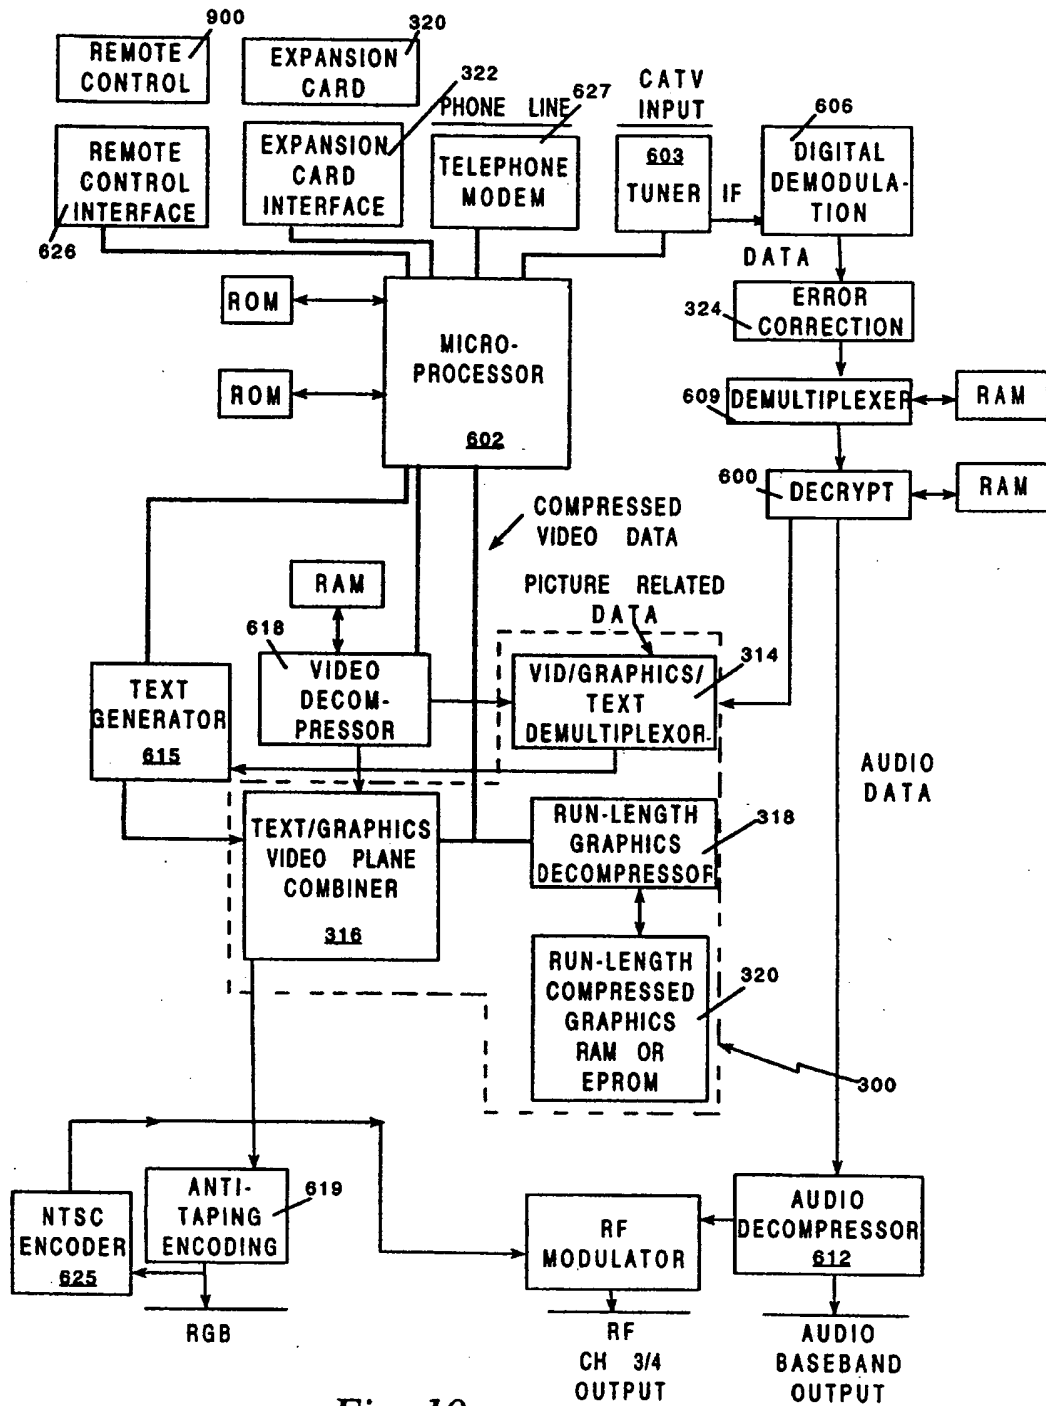 900
REMOTE
CONTROL
320
EXPANSION
CARD
322
PHONE LINE
627
CATV
INPUT
606
REMOTE
CONTROL
INTERFACE
626
EXPANSION
CARD
INTERFACE
TELEPHONE
MODEM
603
TUNER
IF
DIGITAL
DEMODULA-
TION
DATA
ROM
ROM
MICRO-
PROCESSOR
602
324
ERROR
CORRECTION
609
DEMULTIPLEXER
RAM
600
DECRYPT
RAM
COMPRESSED
VIDEO DATA
PICTURE RELATED
DATA
RAM
618
VIDEO
DECOM-
PRESSOR
VID/GRAPHICS/
TEXT
DEMULTIPLEXOR
314
TEXT
GENERATOR
615
AUDIO
DATA
TEXT/GRAPHICS
VIDEO PLANE
COMBINER
316
RUN-LENGTH
GRAPHICS
DECOMPRESSOR
318
RUN-LENGTH
COMPRESSED
GRAPHICS
RAM OR
EPROM
320
300
NTSC
ENCODER
625
ANTI-
TAPING
ENCODING
619
RF
MODULATOR
AUDIO
DECOMPRESSOR
612
RGB
RF
CH 3/4
OUTPUT
AUDIO
BASEBAND
OUTPUT